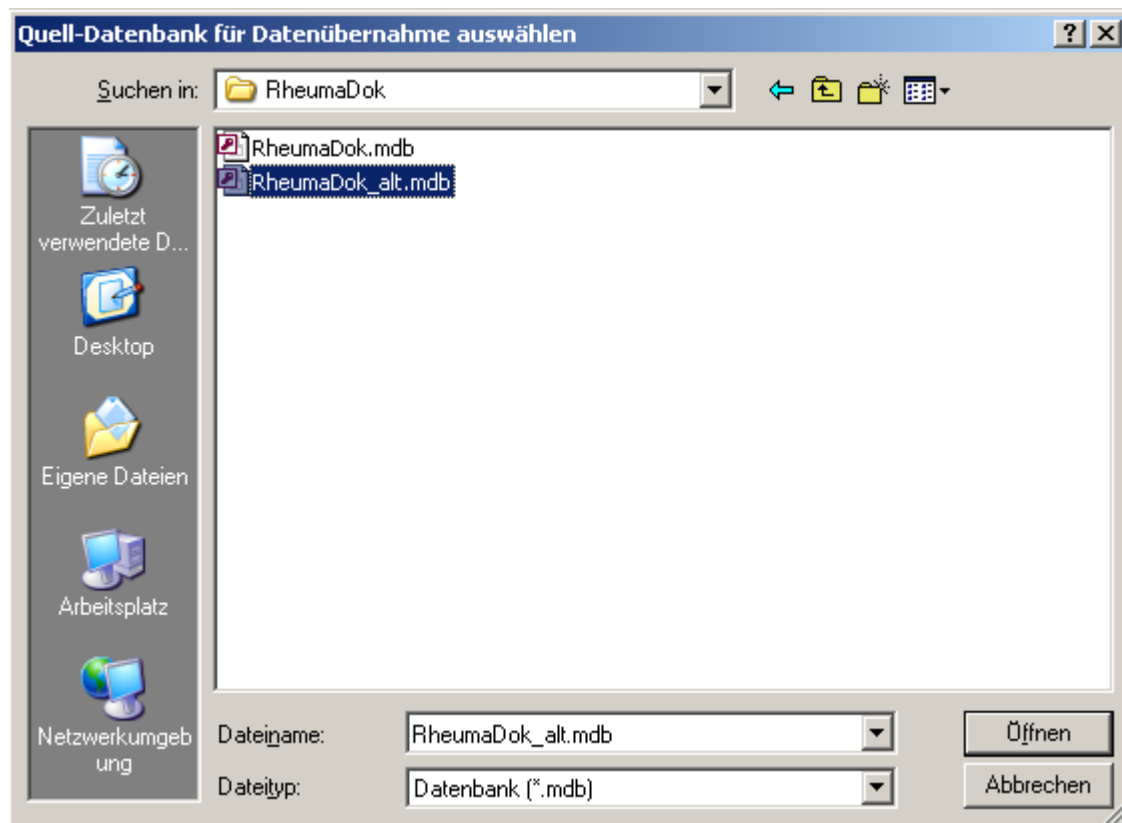 Quell-Datenbank für Datenübernahme auswählen
Suchen in:
RheumaDok
RheumaDok.mdb
RheumaDok_alt.mdb
Zuletzt
verwendete D...
Desktop
Eigene Dateien
Arbeitsplatz
Netzwerkumgeb
ung
Dateiname:
RheumaDok_alt.mdb
Öffnen
Dateityp:
Datenbank (*.mdb)
Abbrechen